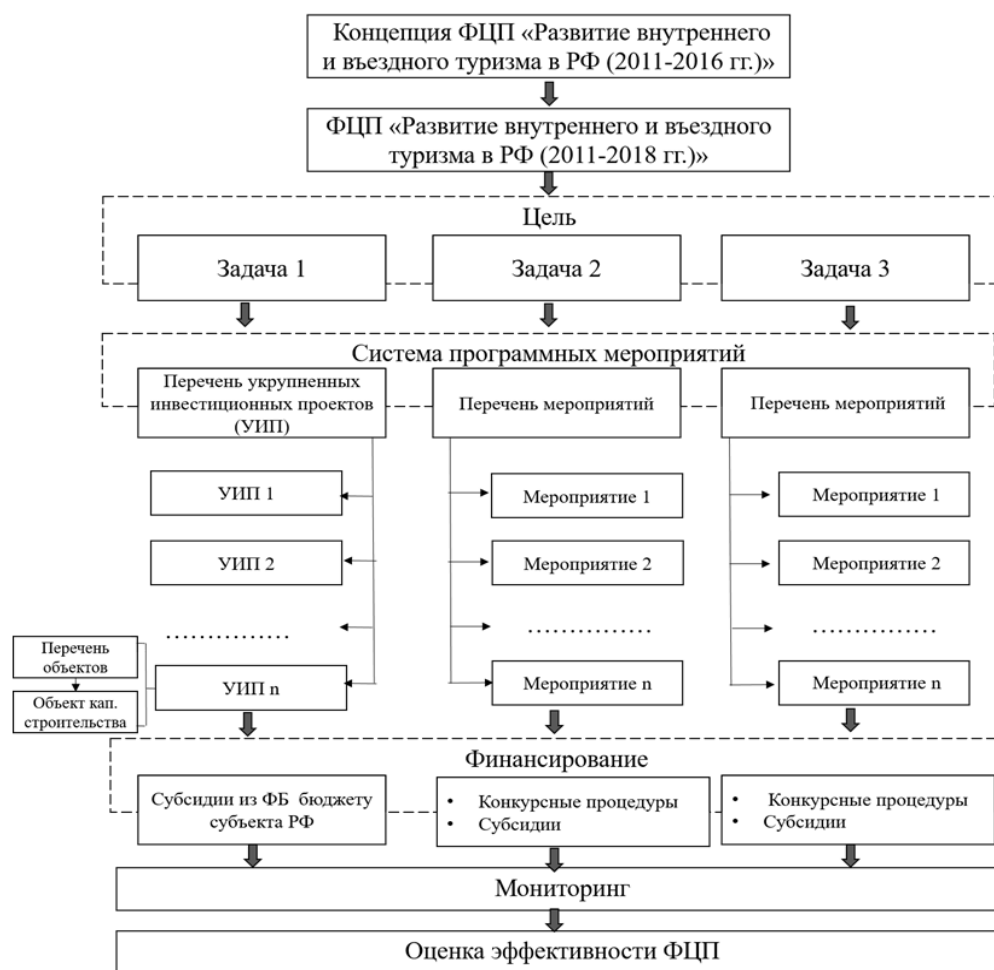 Концепция ФЦП «Развитие внутреннего
и въездного туризма в РФ (2011-2016 гг.)»
ФЦП «Развитие внутреннего и въездного
туризма в РФ (2011-2018 гг.)»
Цель
Задача 1
Задача 2
Задача 3
Система программных мероприятий
Перечень укрупненных
инвестиционных проектов
(УИП)
Перечень мероприятий
Перечень мероприятий
УИП 1
Мероприятие 1
Мероприятие 1
УИП 2
Мероприятие 2
Мероприятие 2
................
................
................
Перечень
объектов
Объект кап.
строительства
УИП n
Мероприятие n
Мероприятие n
Финансирование
Субсидии из ФБ бюджету
субъекта РФ
• Конкурсные процедуры
• Субсидии
• Конкурсные процедуры
• Субсидии
Мониторинг
Оценка эффективности ФЦП